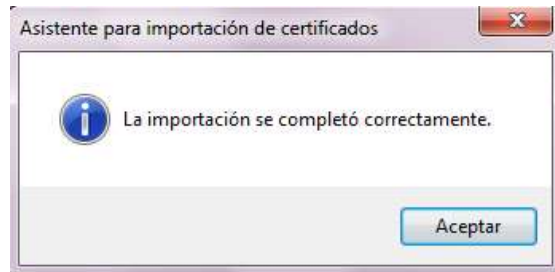 Asistente para importación de certificados
La importación se completó correctamente.
Aceptar